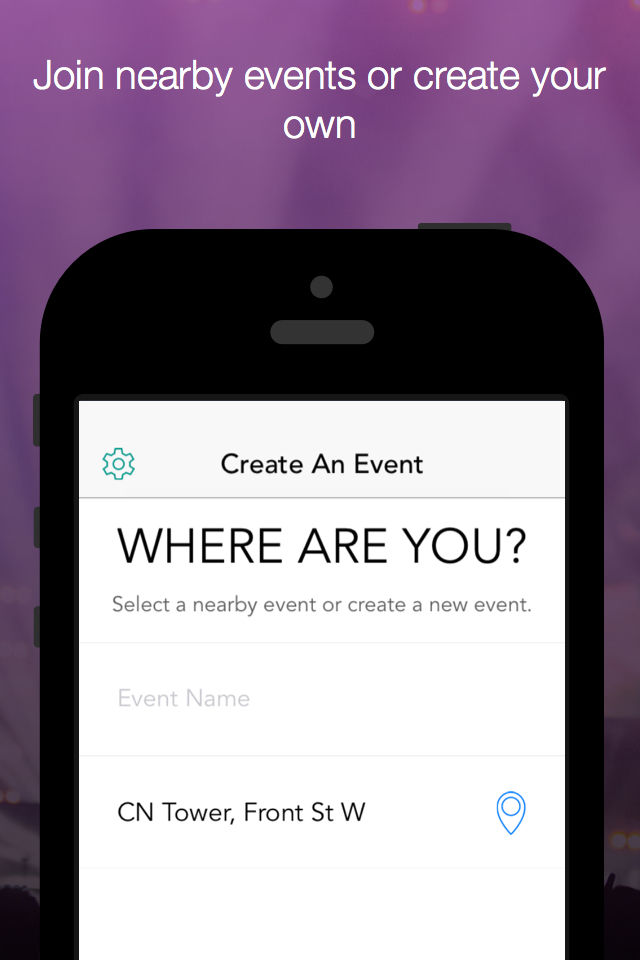 Join nearby events or create your
own
Create An Event
WHERE ARE YOU?
Select a nearby event or create a new event.
Event Name
CN Tower, Front St W